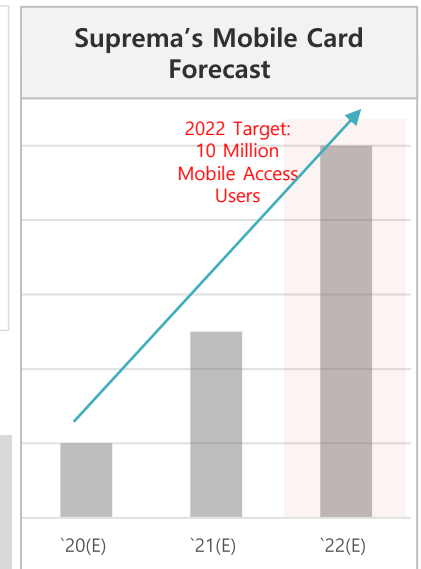 Suprema’s Mobile Card
Forecast
2022 Target:
10 Million
Mobile Access
Users
`20(E)
`21(E)
`22(E)